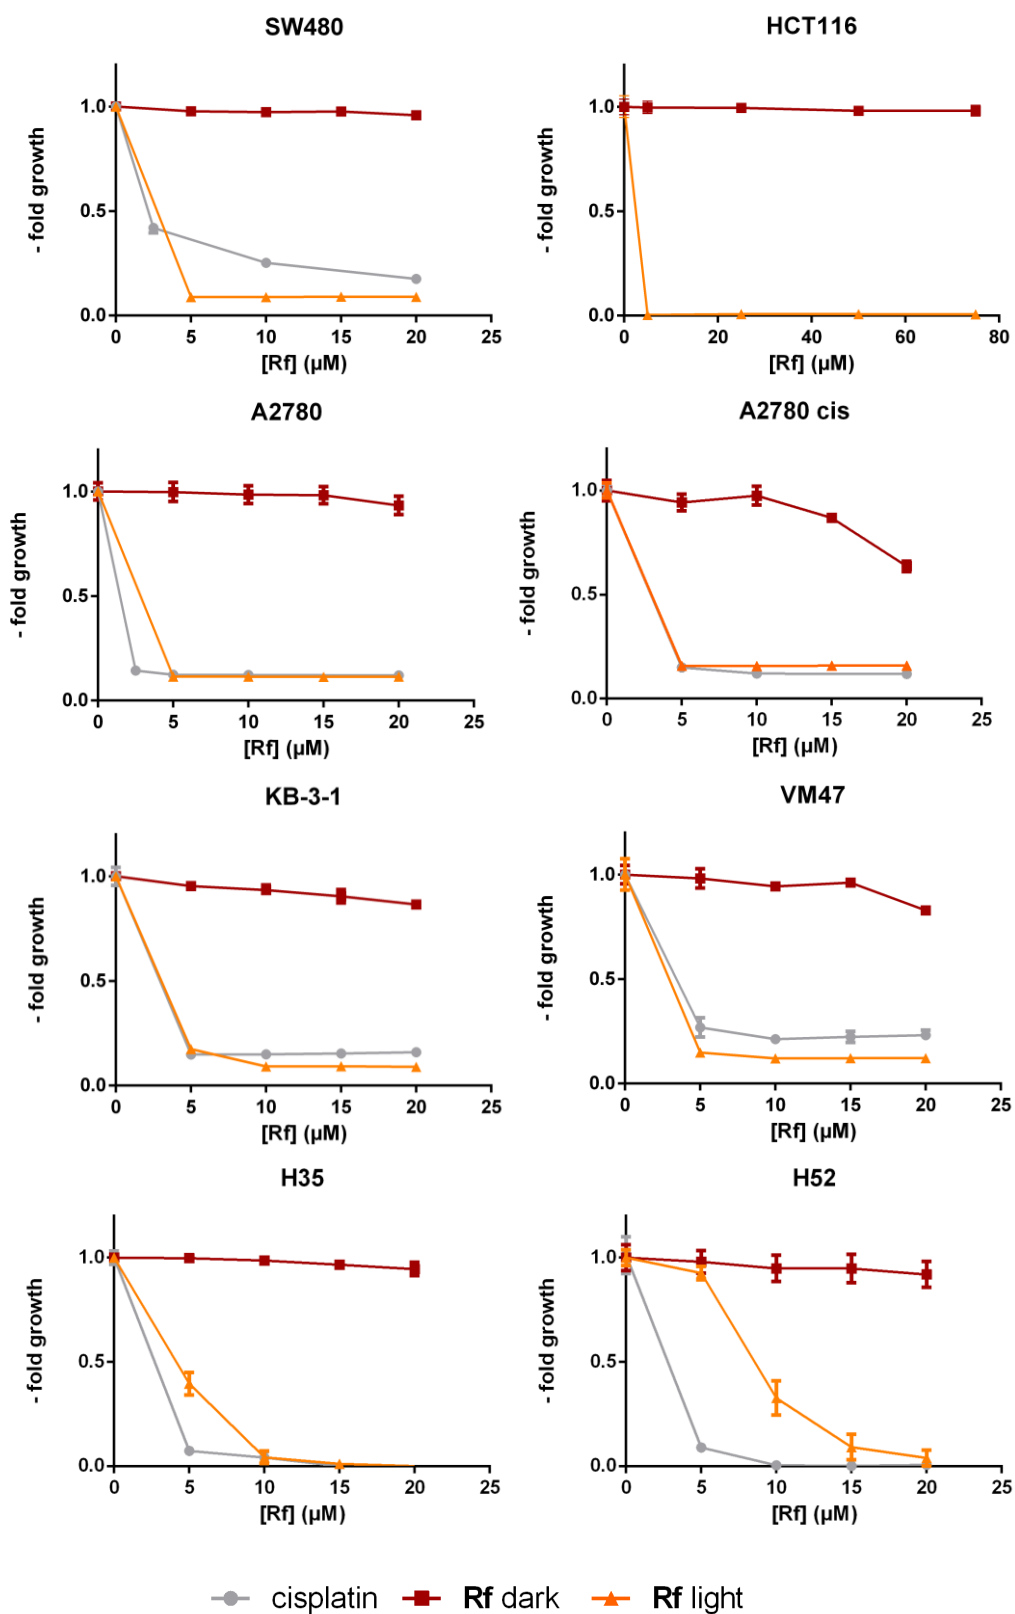 SW480
HCT116
1.0
0.5
0.0
- fold growth
0 5 10 15 20 25
[Rf] (µM)
1.0
0.5
0.0
- fold growth
0 20 40 60 80
[Rf] (µM)
A2780
A2780 cis
1.0
0.5
0.0
- fold growth
0 5 10 15 20 25
[Rf] (µM)
1.0
0.5
0.0
- fold growth
0 5 10 15 20 25
[Rf] (µM)
KB-3-1
VM47
1.0
0.5
0.0
- fold growth
0 5 10 15 20 25
[Rf] (µM)
1.0
0.5
0.0
- fold growth
0 5 10 15 20 25
[Rf] (µM)
H35
H52
1.0
0.5
0.0
- fold growth
0 5 10 15 20 25
[Rf] (µM)
1.0
0.5
0.0
- fold growth
0 5 10 15 20 25
[Rf] (µM)
cisplatin Rf dark Rf light